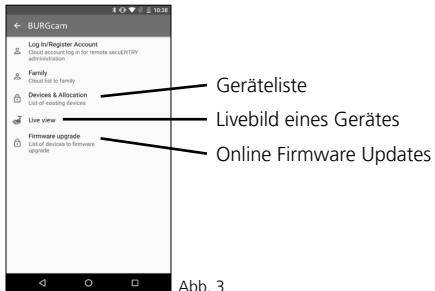 10:38
BURGcam
Log In/Register Account
Cloud account log in for remote secuENTRY
administration
Family
Cloud list to family
Devices & Allocation
List of existing devices
Live view
Firmware upgrade
List of devices to firmware
upgrade
Geräteliste
Livebild eines Gerätes
Online Firmware Updates
Abb. 3